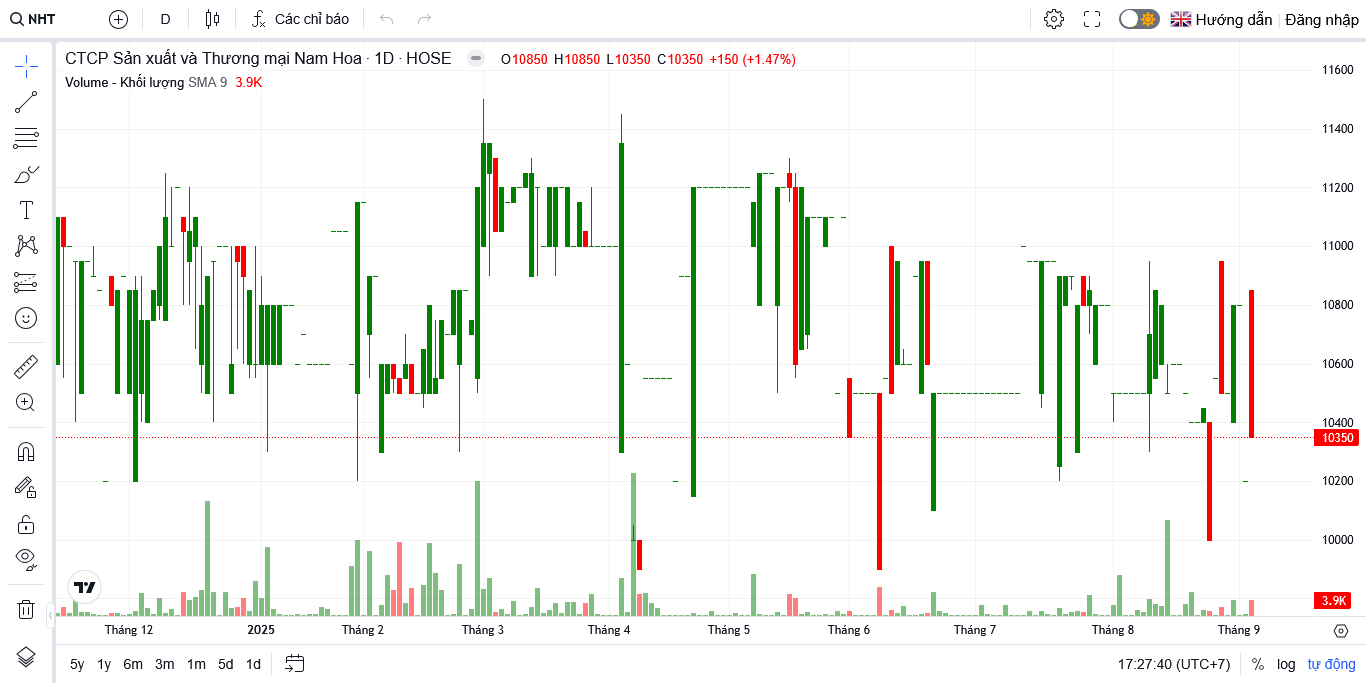 NHT D Các chỉ báo Hướng dẫn Đăng nhập
CTCP Sản xuất và Thương mại Nam Hoa · 1D · HOSE O10850 H10850 L10350 C10350 +150 (+1.47%)
Volume - Khối lượng SMA 9 3.9K
11600
11400
11200
11000
10800
10600
10400
10350
10200
10000
3.9K
Tháng 12 2025 Tháng 2 Tháng 3 Tháng 4 Tháng 5 Tháng 6 Tháng 7 Tháng 8 Tháng 9
5y 1y 6m 3m 1m 5d 1d 17:27:40 (UTC+7) % log tự động